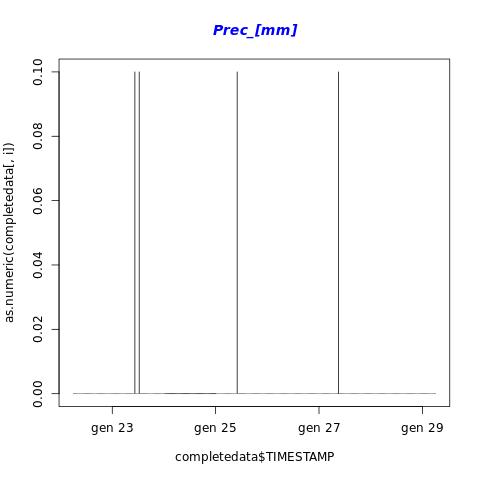 Prec_[mm]
as.numeric(completedata[, i])
0.10
0.08
0.06
0.04
0.02
0.00
gen 23
gen 25
gen 27
gen 29
completedata$TIMESTAMP